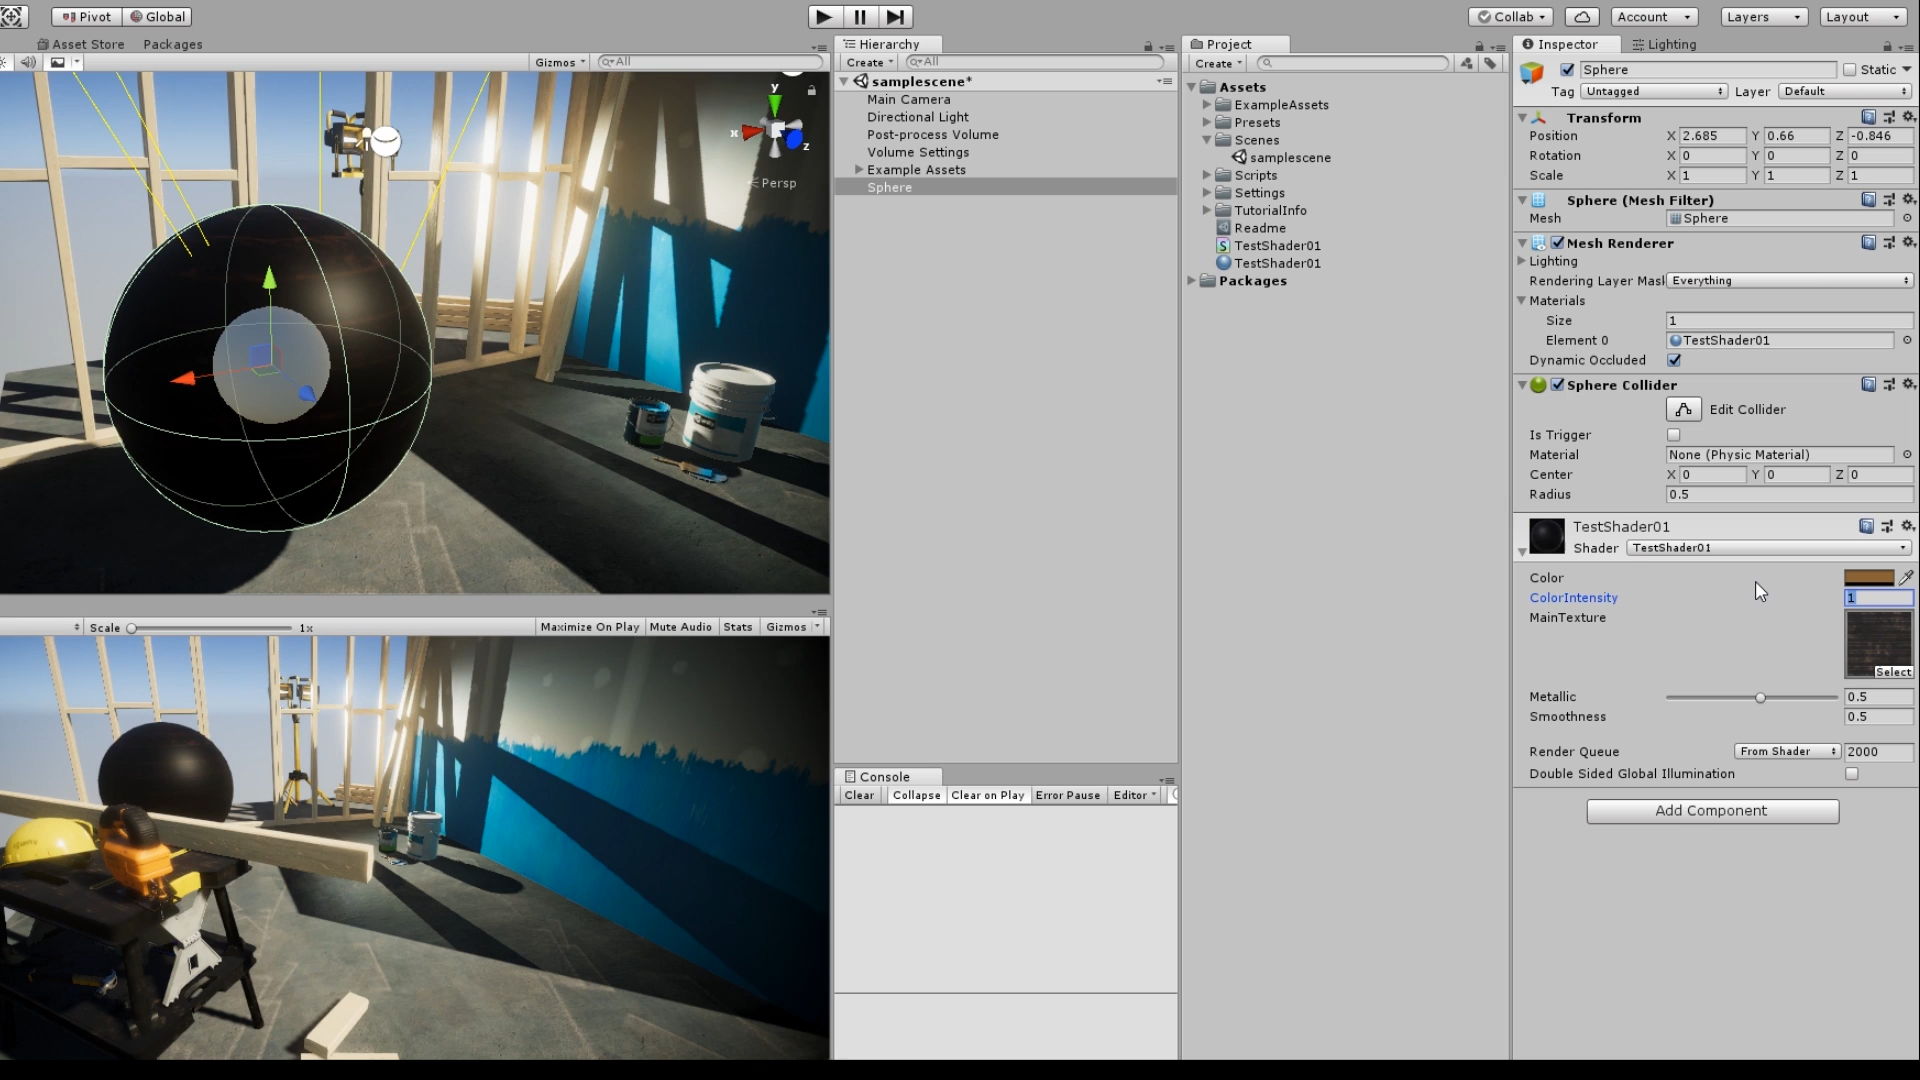 Pivot Global Collab Account Layers Layout
Asset Store Packages
Gizmos All
y
x
z
Persp
Scale 1x Maximize On Play Mute Audio Stats Gizmos
Hierarchy
Create All
samplescene*
Main Camera
Directional Light
Post-process Volume
Volume Settings
Example Assets
Sphere
Console
Clear Collapse Clear on Play Error Pause Editor
Project
Create
Assets
ExampleAssets
Presets
Scenes
samplescene
Scripts
Settings
TutorialInfo
Readme
TestShader01
TestShader01
Packages
Inspector Lighting
Sphere Static
Tag Untagged Layer Default
Transform
Position X 2.685 Y 0.66 Z -0.846
Rotation X 0 Y 0 Z 0
Scale X 1 Y 1 Z 1
Sphere (Mesh Filter)
Mesh Sphere
Mesh Renderer
Lighting
Rendering Layer Mask Everything
Materials
Size 1
Element 0 TestShader01
Dynamic Occluded
Sphere Collider
Edit Collider
Is Trigger
Material None (Physic Material)
Center X 0 Y 0 Z 0
Radius 0.5
TestShader01
Shader TestShader01
Color
ColorIntensity 1
MainTexture
Select
Metallic 0.5
Smoothness 0.5
Render Queue From Shader 2000
Double Sided Global Illumination
Add Component